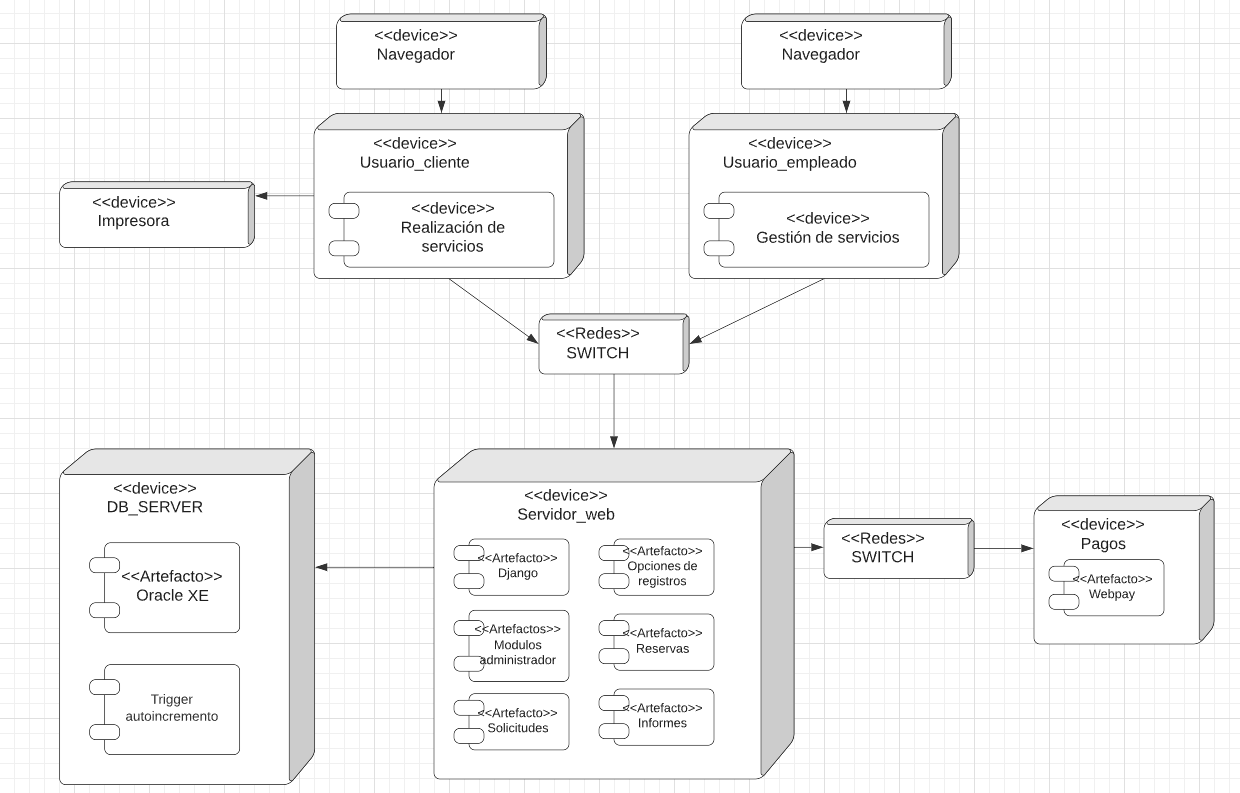 <<device>>
Navegador
<<device>>
Navegador
<<device>>
Usuario_cliente
<<device>>
Realización de
servicios
<<device>>
Usuario_empleado
<<device>>
Gestión de servicios
<<device>>
Impresora
<<Redes>>
SWITCH
<<device>>
DB_SERVER
<<Artefacto>>
Oracle XE
Trigger
autoincremento
<<device>>
Servidor_web
<<Artefacto>>
Django
<<Artefacto>>
Opciones de
registros
<<Artefactos>>
Modulos
administrador
<<Artefacto>>
Reservas
<<Artefacto>>
Solicitudes
<<Artefacto>>
Informes
<<Redes>>
SWITCH
<<device>>
Pagos
<<Artefacto>>
Webpay